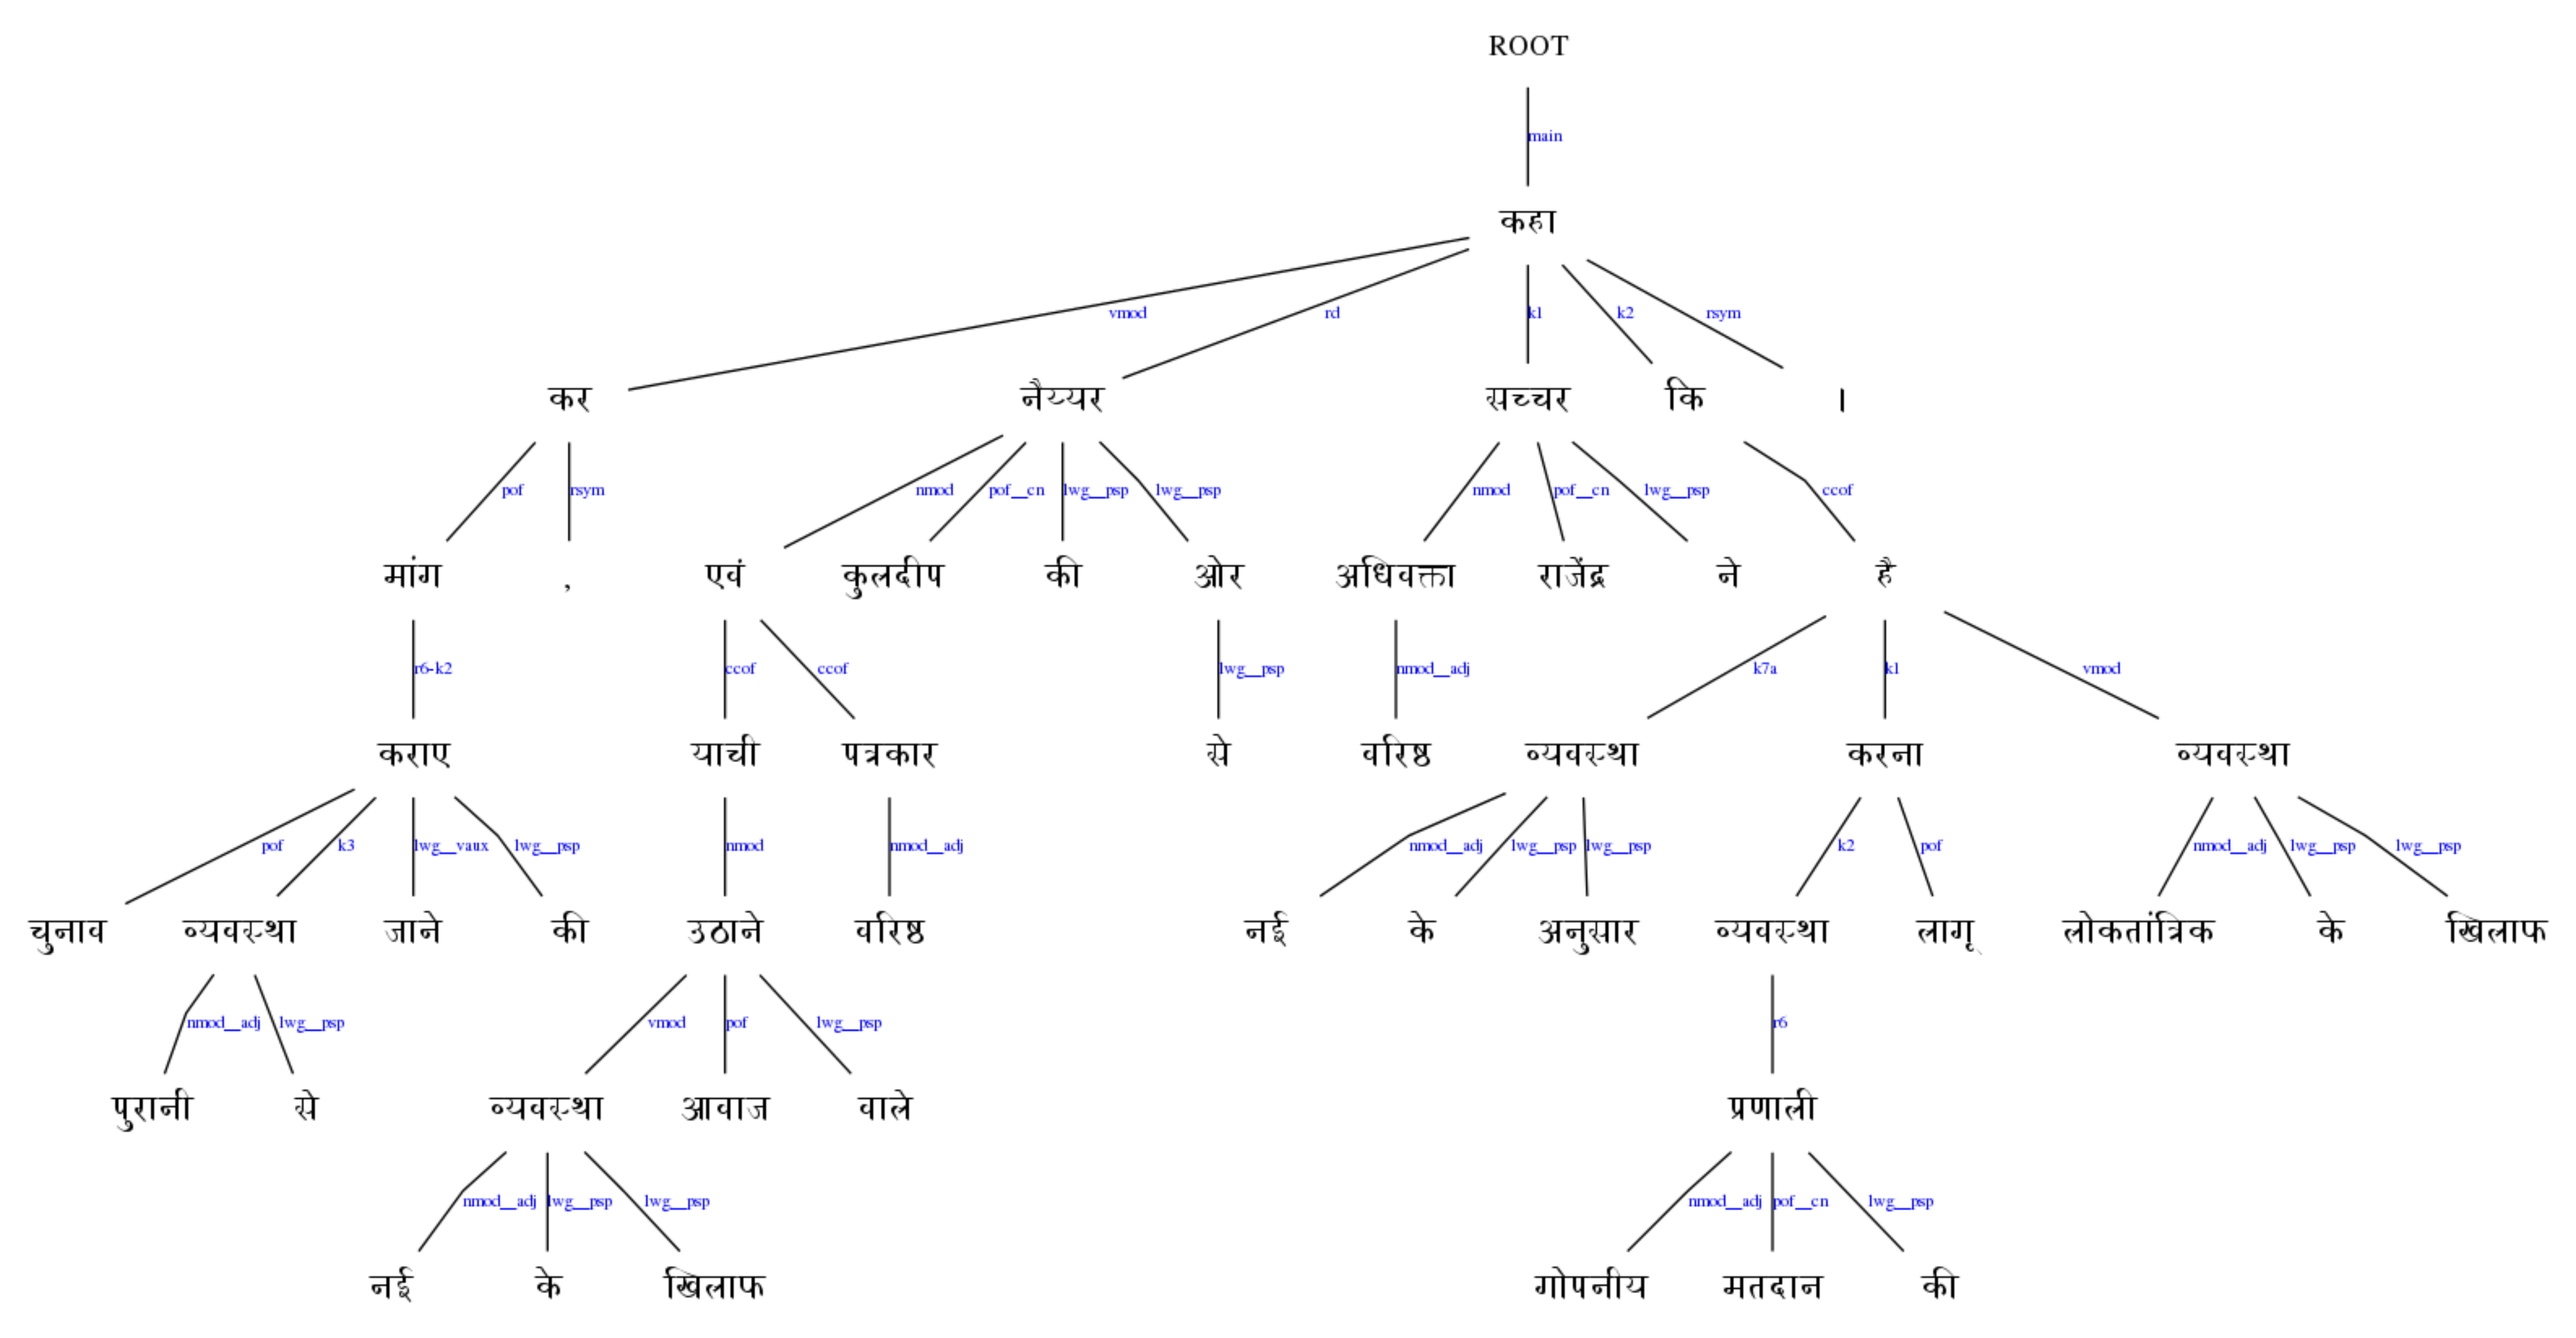 ROOT
main
कहा
vmod rd k1 k2 rsym
कर नैय्यर सच्चर कि ।
pof rsym nmod pof__cn lwg__psp lwg__psp nmod pof__cn lwg__psp ccof
मांग , एवं कुलदीप की ओर अधिवक्ता राजेंद्र ने है
r6-k2 ccof ccof lwg__psp nmod__adj k7a k1 vmod
कराए याची पत्रकार से वरिष्ठ व्यवस्था करना व्यवस्था
pof k3 lwg__vaux lwg__psp nmod nmod__adj nmod__adj lwg__psp lwg__psp k2 pof nmod__adj lwg__psp lwg__psp
चुनाव व्यवस्था जाने की उठाने वरिष्ठ नई के अनुसार व्यवस्था लागू लोकतांत्रिक के खिलाफ
nmod__adj lwg__psp vmod pof lwg__psp r6
पुरानी से व्यवस्था आवाज वाले प्रणाली
nmod__adj lwg__psp lwg__psp nmod__adj pof__cn lwg__psp
नई के खिलाफ गोपनीय मतदान की